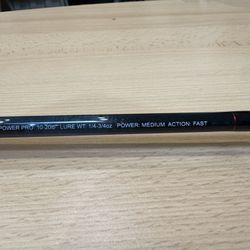 POWER PRO: 10-20lb LURE WT: 1/4-3/4oz POWER: MEDIUM ACTION: FAST